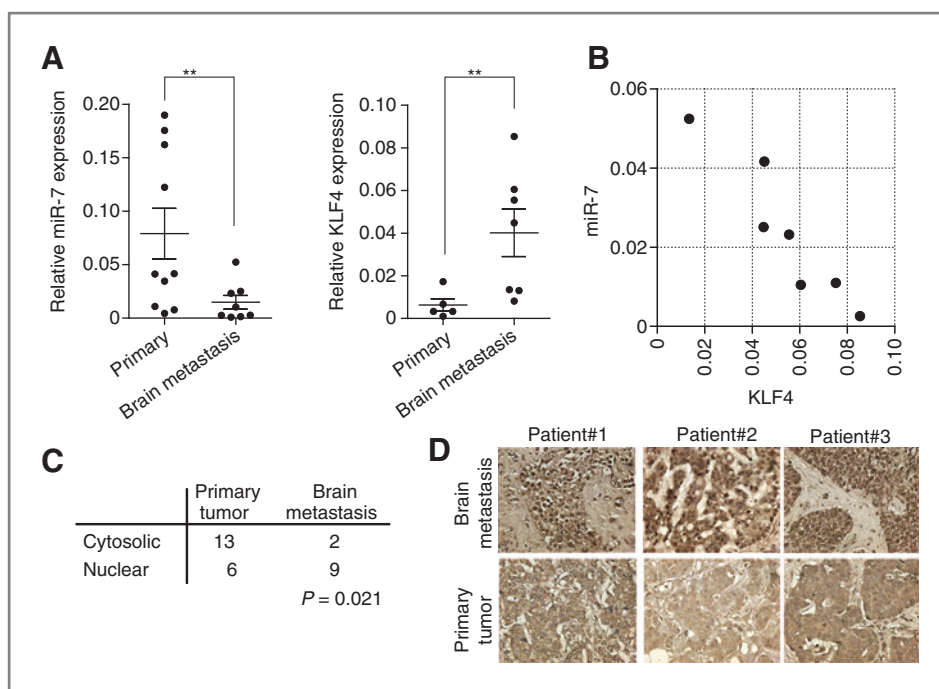 A
**
Relative miR-7 expression
0.20
0.15
0.10
0.05
0
Primary
Brain metastasis
**
Relative KLF4 expression
0.10
0.08
0.06
0.04
0.02
0
Primary
Brain metastasis
B
miR-7
0.06
0.04
0.02
0
0
0.02
0.04
0.06
0.08
0.10
KLF4
C
Primary tumor Brain metastasis
Cytosolic 13 2
Nuclear 6 9
P = 0.021
D
Patient#1 Patient#2 Patient#3
Brain metastasis
Primary tumor